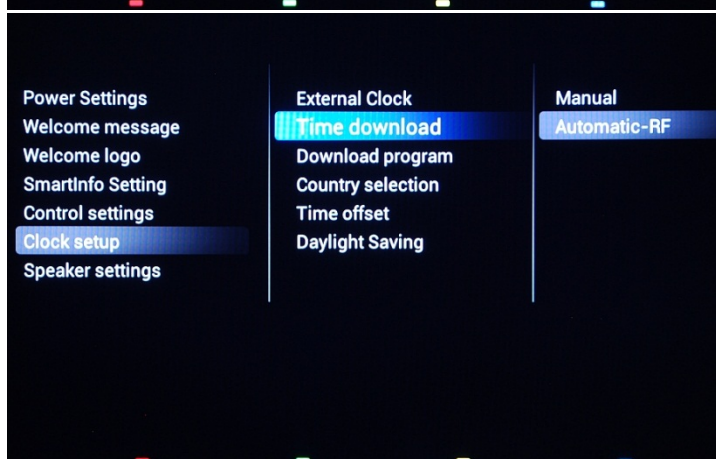 Power Settings
Welcome message
Welcome logo
SmartInfo Setting
Control settings
Clock setup
Speaker settings
External Clock
Time download
Download program
Country selection
Time offset
Daylight Saving
Manual
Automatic-RF